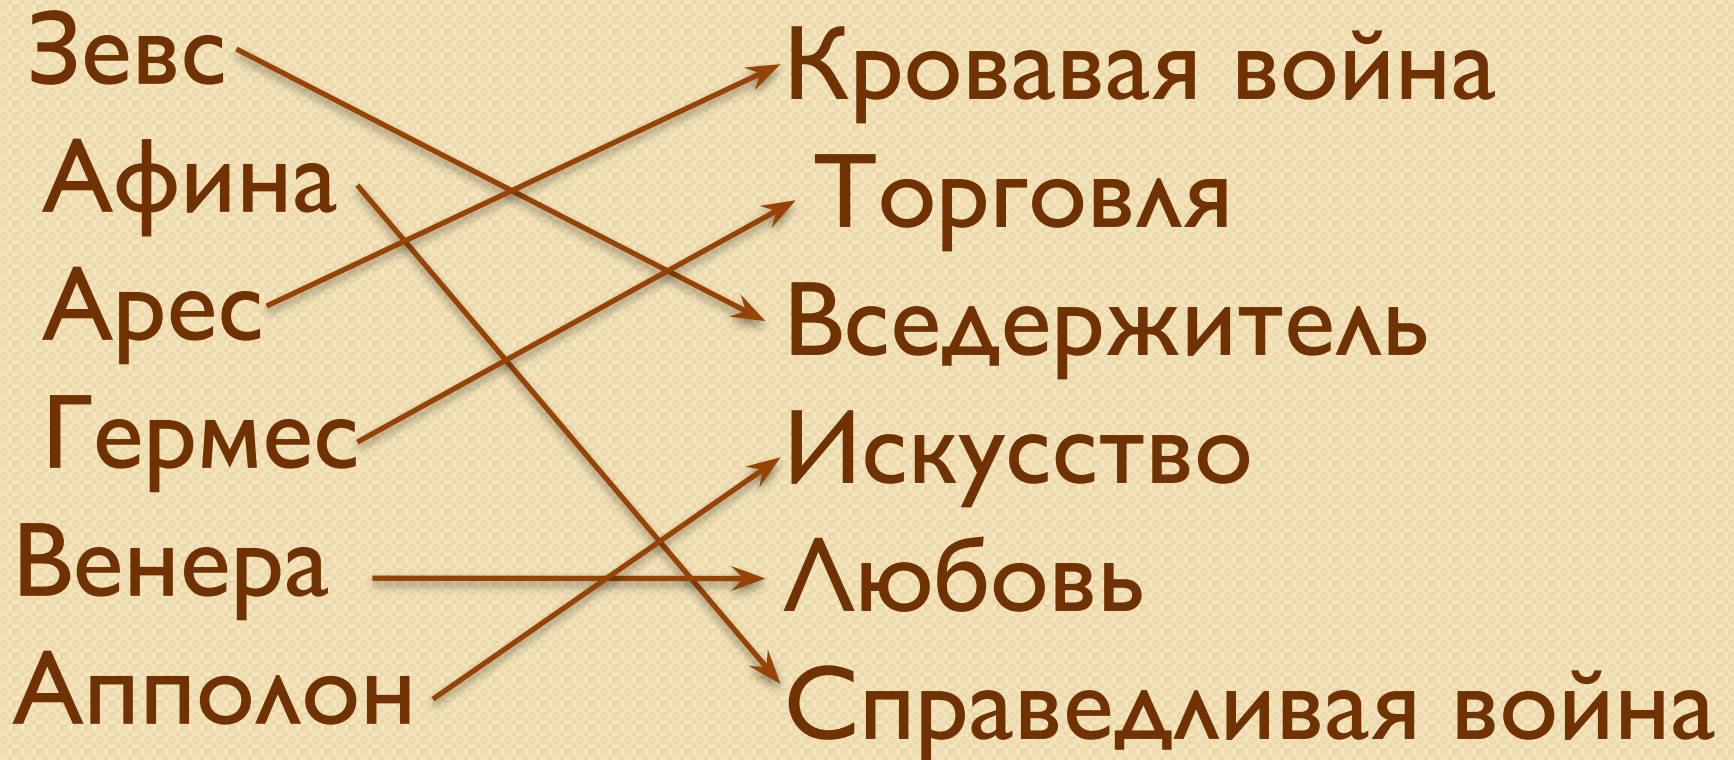 Зевс
Афина
Арес
Гермес
Венера
Апполон
Кровавая война
Торговля
Вседержитель
Искусство
Любовь
Справедливая война